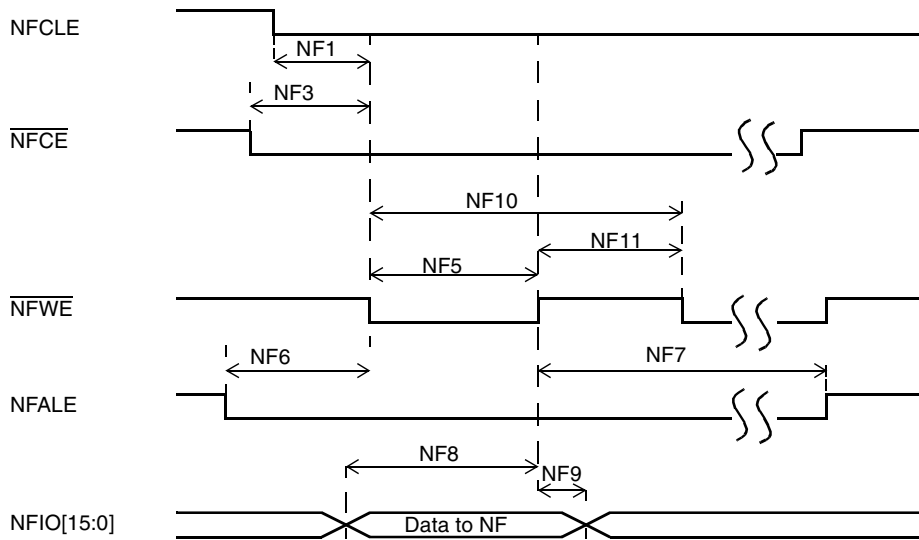 NFCLE
NF1
NF3
NFCE
NF10
NF11
NF5
NFWE
NF6
NF7
NFALE
NF8
NF9
NFIO[15:0]
Data to NF